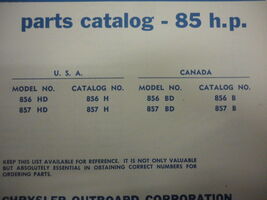 parts catalog - 85 h.p.
U. S. A. CANADA
MODEL NO. CATALOG NO. MODEL NO. CATALOG NO.
856 HD 856 H 856 BD 856 B
857 HD 857 H 857 BD 857 B
KEEP THIS LIST AVAILABLE FOR REFERENCE. IT IS NOT ONLY VALUABLE
BUT ABSOLUTELY ESSENTIAL IN OBTAINING CORRECT NUMBERS FOR
ORDERING PARTS.
CHRYSLER OUTBOARD CORPORATION